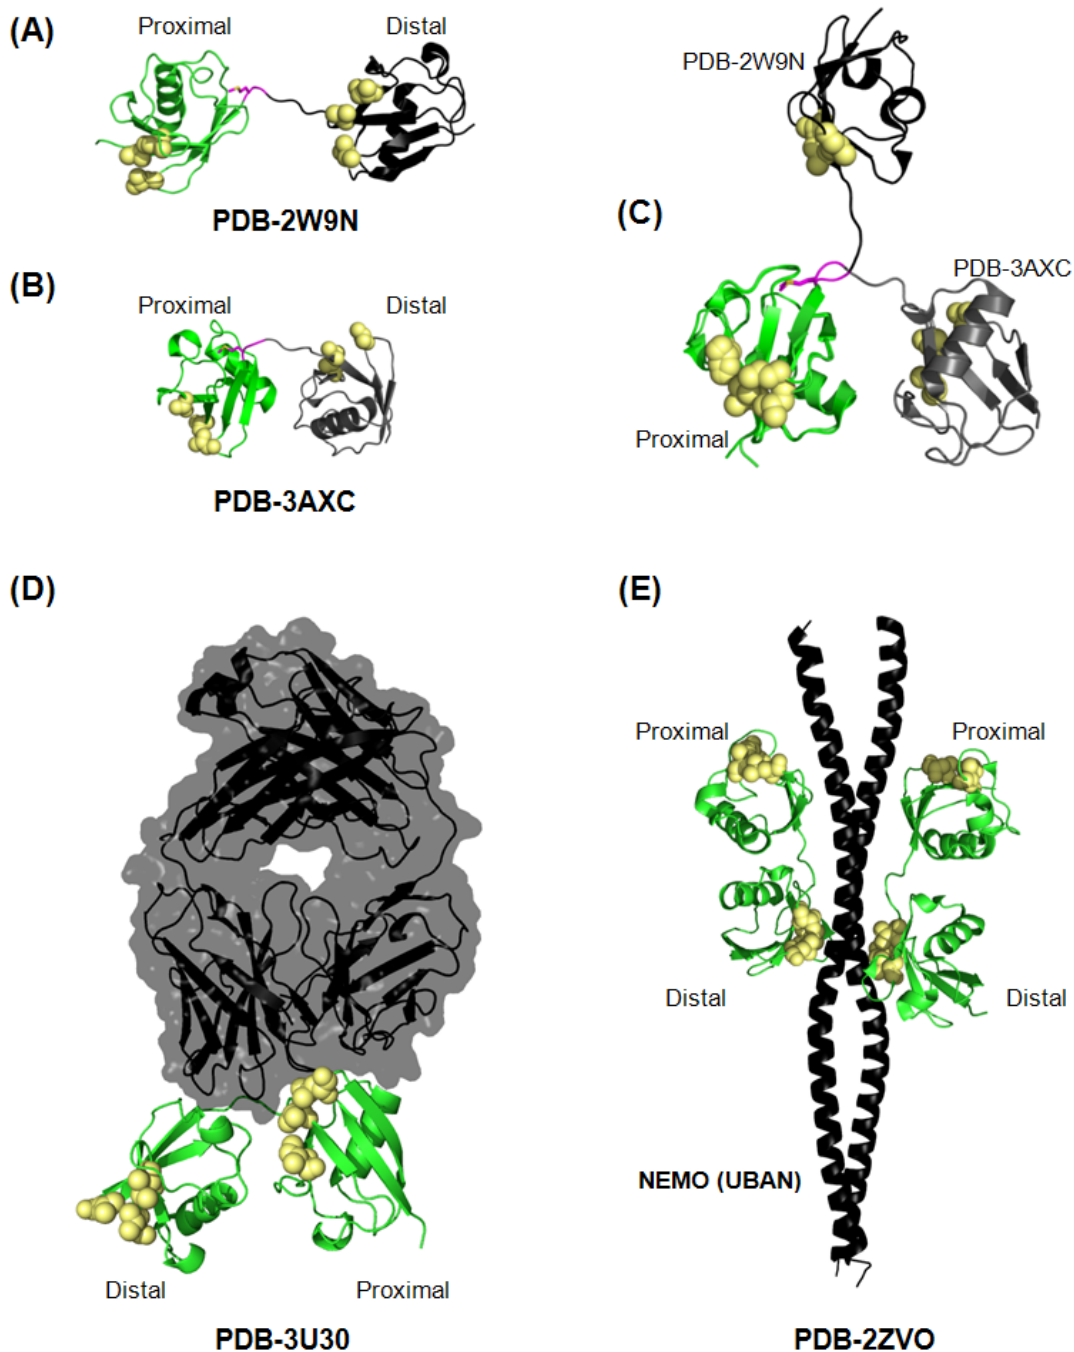 (A)
Proximal
Distal
PDB-2W9N
(B)
Proximal
Distal
PDB-3AXC
PDB-2W9N
(C)
PDB-3AXC
Proximal
(D)
Distal
Proximal
PDB-3U30
(E)
Proximal
Proximal
Distal
Distal
NEMO (UBAN)
PDB-2ZVO